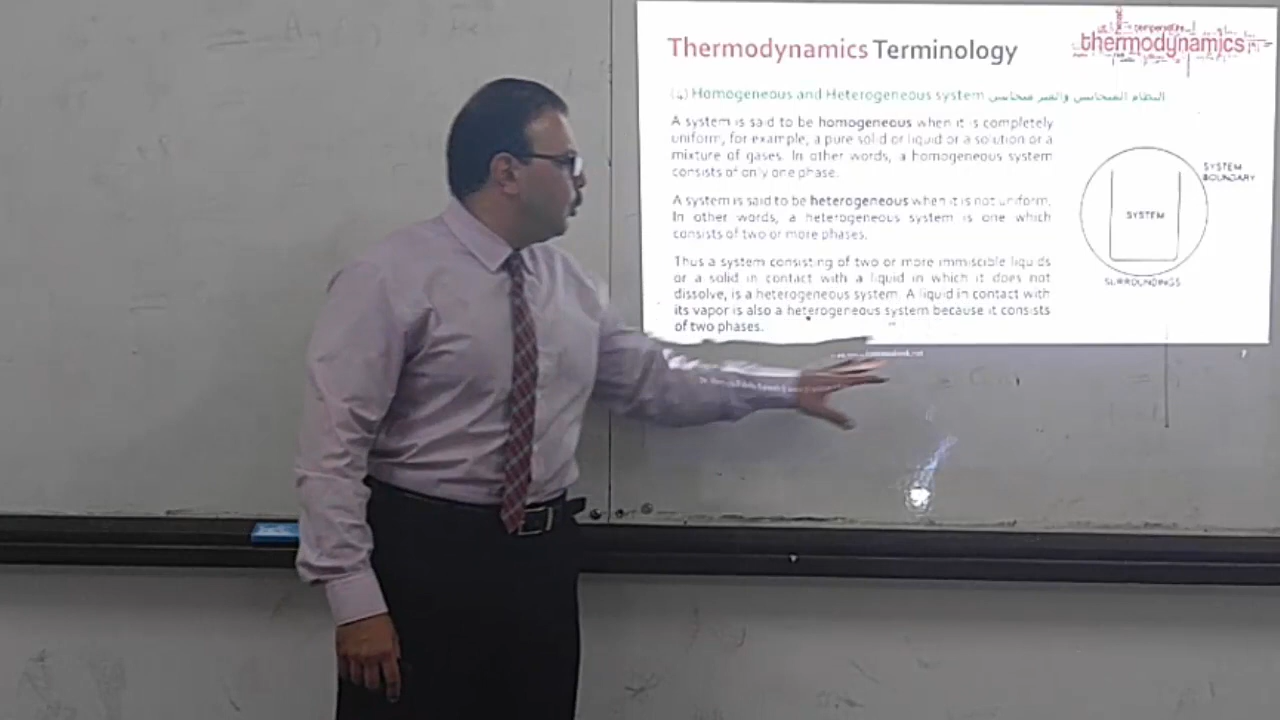 Thermodynamics Terminology
temperature
thermodynamics
(4) Homogeneous and Heterogeneous system النظام المتجانس والغير متجانس
A system is said to be homogeneous when it is completely
uniform, for example, a pure solid or liquid or a solution or a
mixture of gases. In other words, a homogeneous system
consists of only one phase.
A system is said to be heterogeneous when it is not uniform.
In other words, a heterogeneous system is one which
consists of two or more phases.
Thus a system consisting of two or more immiscible liquids
or a solid in contact with a liquid in which it does not
dissolve, is a heterogeneous system. A liquid in contact with
its vapor is also a heterogeneous system because it consists
of two phases.
SYSTEM
BOUNDARY
SYSTEM
SURROUNDINGS
7